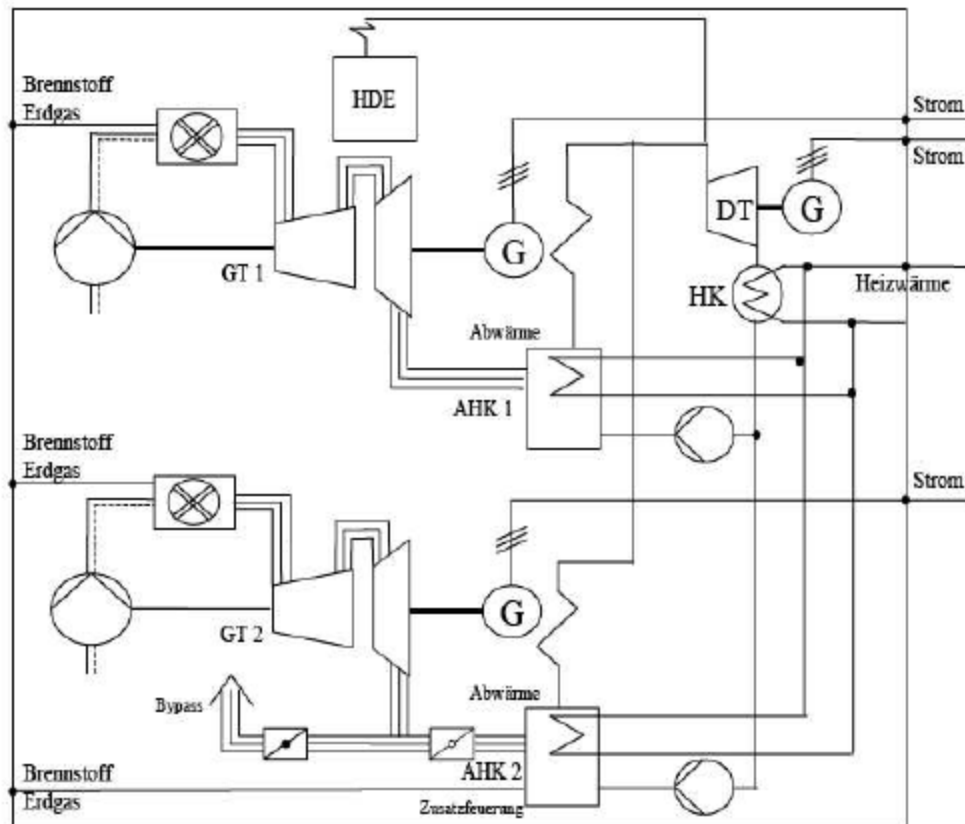 Brennstoff
Erdgas
HDE
Strom
Strom
G
DT
G
GT 1
HK
Heizwärme
Abwärme
AHK 1
Brennstoff
Erdgas
Strom
G
GT 2
Abwärme
Bypass
AHK 2
Brennstoff
Erdgas
Zusatzfeuerung